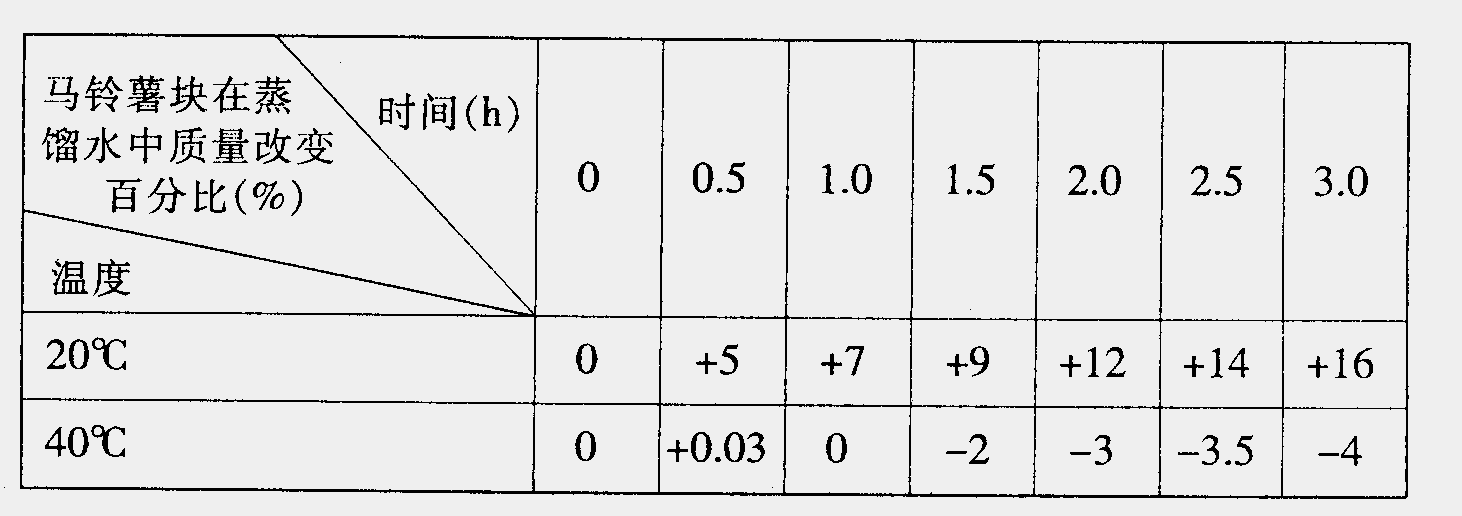 马铃薯块在蒸
馏水中质量改变
百分比(%)
时间(h)
温度
0 0.5 1.0 1.5 2.0 2.5 3.0
20℃ 0 +5 +7 +9 +12 +14 +16
40℃ 0 +0.03 0 −2 −3 −3.5 −4